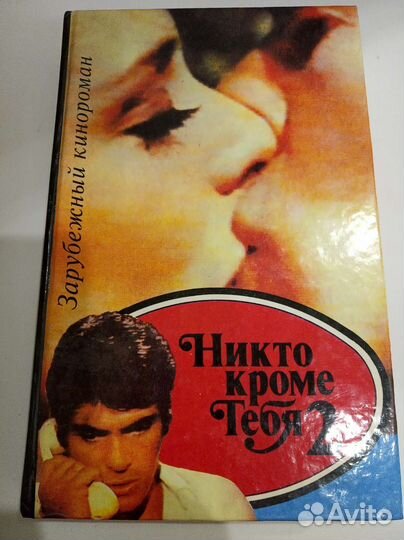 Зарубежный кинороман
Никто
кроме
Тебя 2
Avito